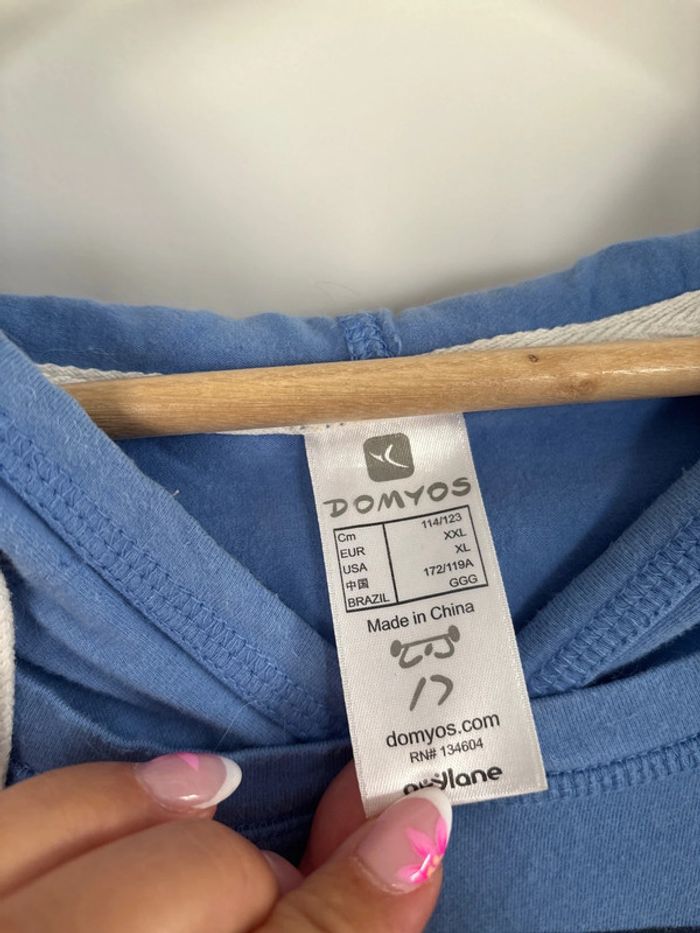 DOMYOS
Cm 114/123
EUR XXL
USA XL
中国 172/119A
BRAZIL GGG
Made in China
domyos.com
RN# 134604